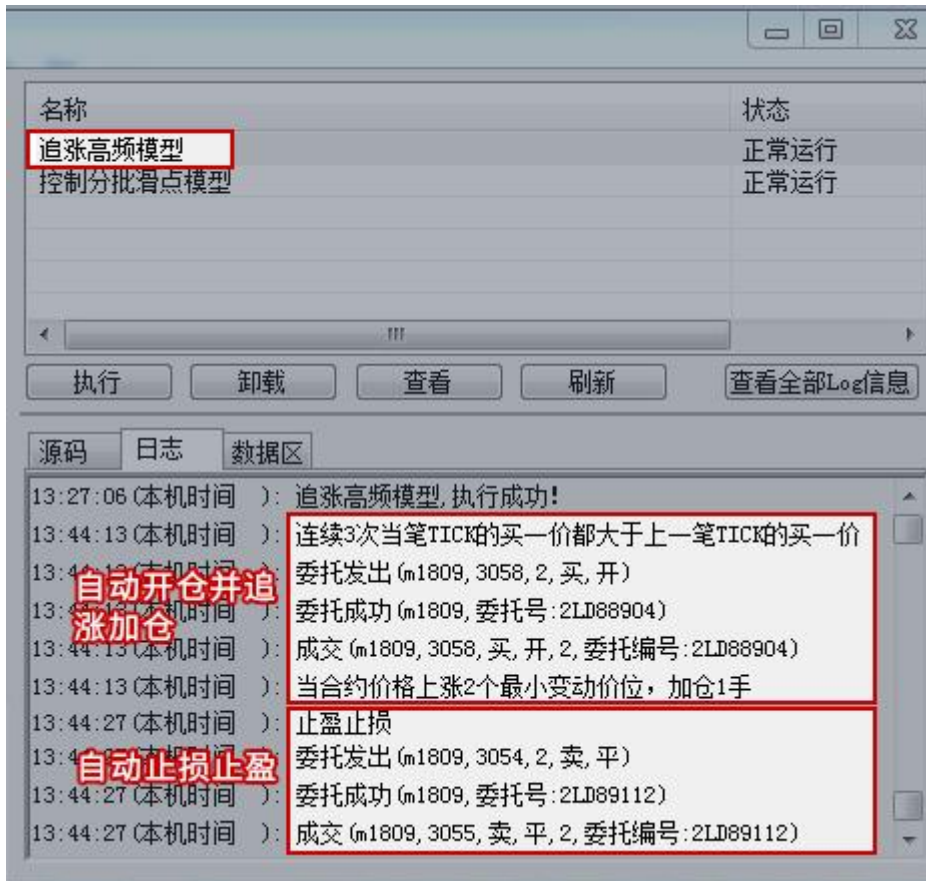 名称 状态
追涨高频模型 正常运行
控制分批滑点模型 正常运行
执行 卸载 查看 刷新 查看全部Log信息
源码 日志 数据区
13:27:06(本机时间 ): 追涨高频模型,执行成功!
13:44:13(本机时间 ): 连续3次当笔TICK的买一价都大于上一笔TICK的买一价
委托发出(m1809,3058,2,买,开)
自动开仓并追
涨加仓
委托成功(m1809,委托号:2LD88904)
13:44:13(本机时间 ): 成交(m1809,3058,买,开,2,委托编号:2LD88904)
13:44:13(本机时间 ): 当合约价格上涨2个最小变动价位，加仓1手
13:44:27(本机时间 ): 止盈止损
自动止损止盈
委托发出(m1809,3054,2,卖,平)
13:44:27(本机时间 ): 委托成功(m1809,委托号:2LD89112)
13:44:27(本机时间 ): 成交(m1809,3055,卖,平,2,委托编号:2LD89112)